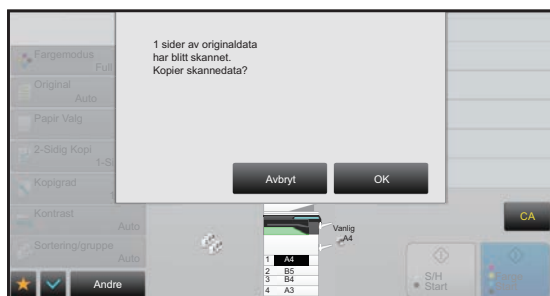 1 sider av originaldata
har blitt skannet.
Kopier skannedata?
Avbryt
OK
Fargemodus
Full
Original
Auto
Papir Valg
2-Sidig Kopi
1-Si
Kopigrad
Kontrast
Auto
Sortering/gruppe
Auto
Andre
Vanlig
A4
1 A4
2 B5
3 B4
4 A3
CA
S/H
Start